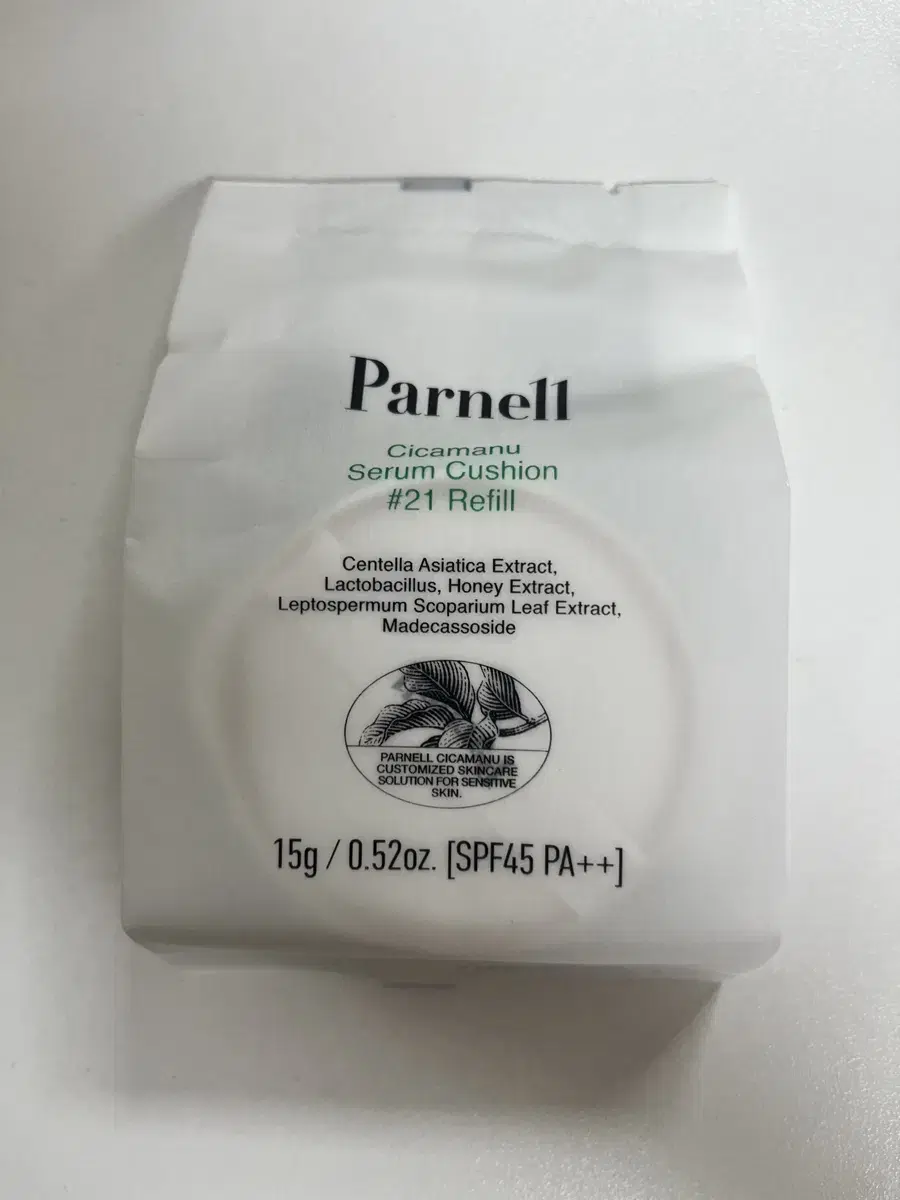 Parnell
Cicamanu
Serum Cushion
#21 Refill
Centella Asiatica Extract,
Lactobacillus, Honey Extract,
Leptospermum Scoparium Leaf Extract,
Madecassoside
PARNELL CICAMANU IS
CUSTOMIZED SKINCARE
SOLUTION FOR SENSITIVE
SKIN.
15g / 0.52oz. [SPF45 PA++]